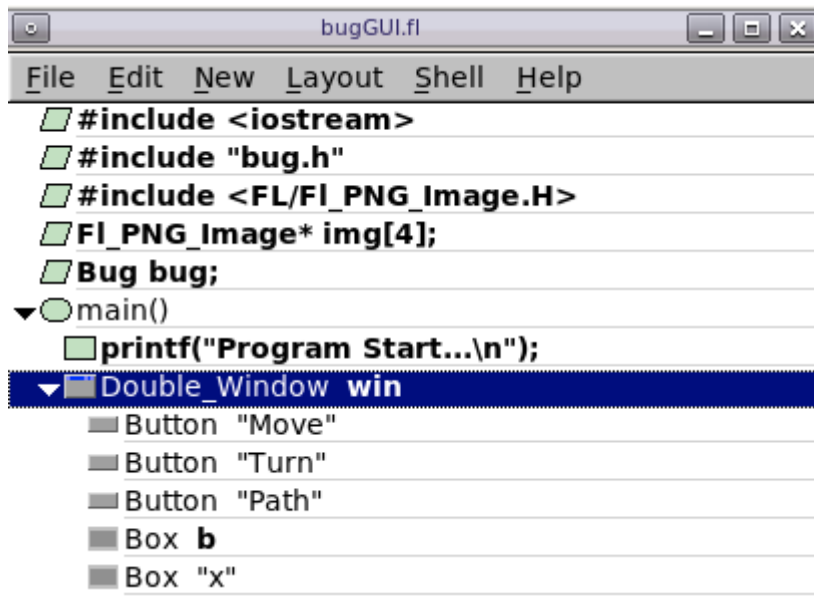 bugGUI.fl
File Edit New Layout Shell Help
#include <iostream>
#include "bug.h"
#include <FL/Fl_PNG_Image.H>
Fl_PNG_Image* img[4];
Bug bug;
main()
printf("Program Start...\n");
Double_Window win
Button "Move"
Button "Turn"
Button "Path"
Box b
Box "x"